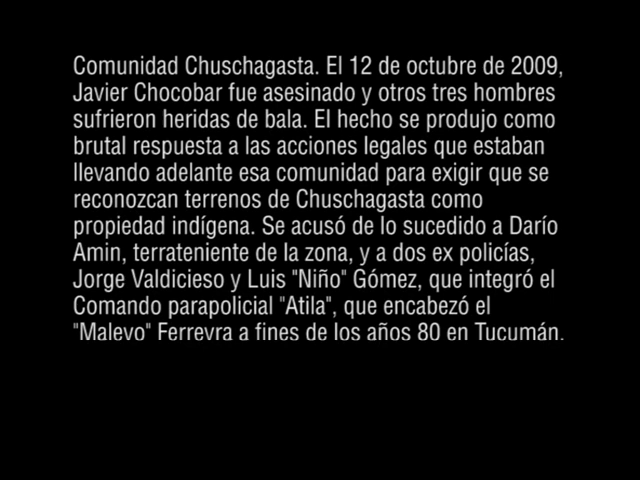 Comunidad Chuschagasta. El 12 de octubre de 2009,
Javier Chocobar fue asesinado y otros tres hombres
sufrieron heridas de bala. El hecho se produjo como
brutal respuesta a las acciones legales que estaban
llevando adelante esa comunidad para exigir que se
reconozcan terrenos de Chuschagasta como
propiedad indígena. Se acusó de lo sucedido a Darío
Amin, terrateniente de la zona, y a dos ex policías,
Jorge Valdicieso y Luis "Niño" Gómez, que integró el
Comando parapolicial "Atila", que encabezó el
"Malevo" Ferreyra a fines de los años 80 en Tucumán.